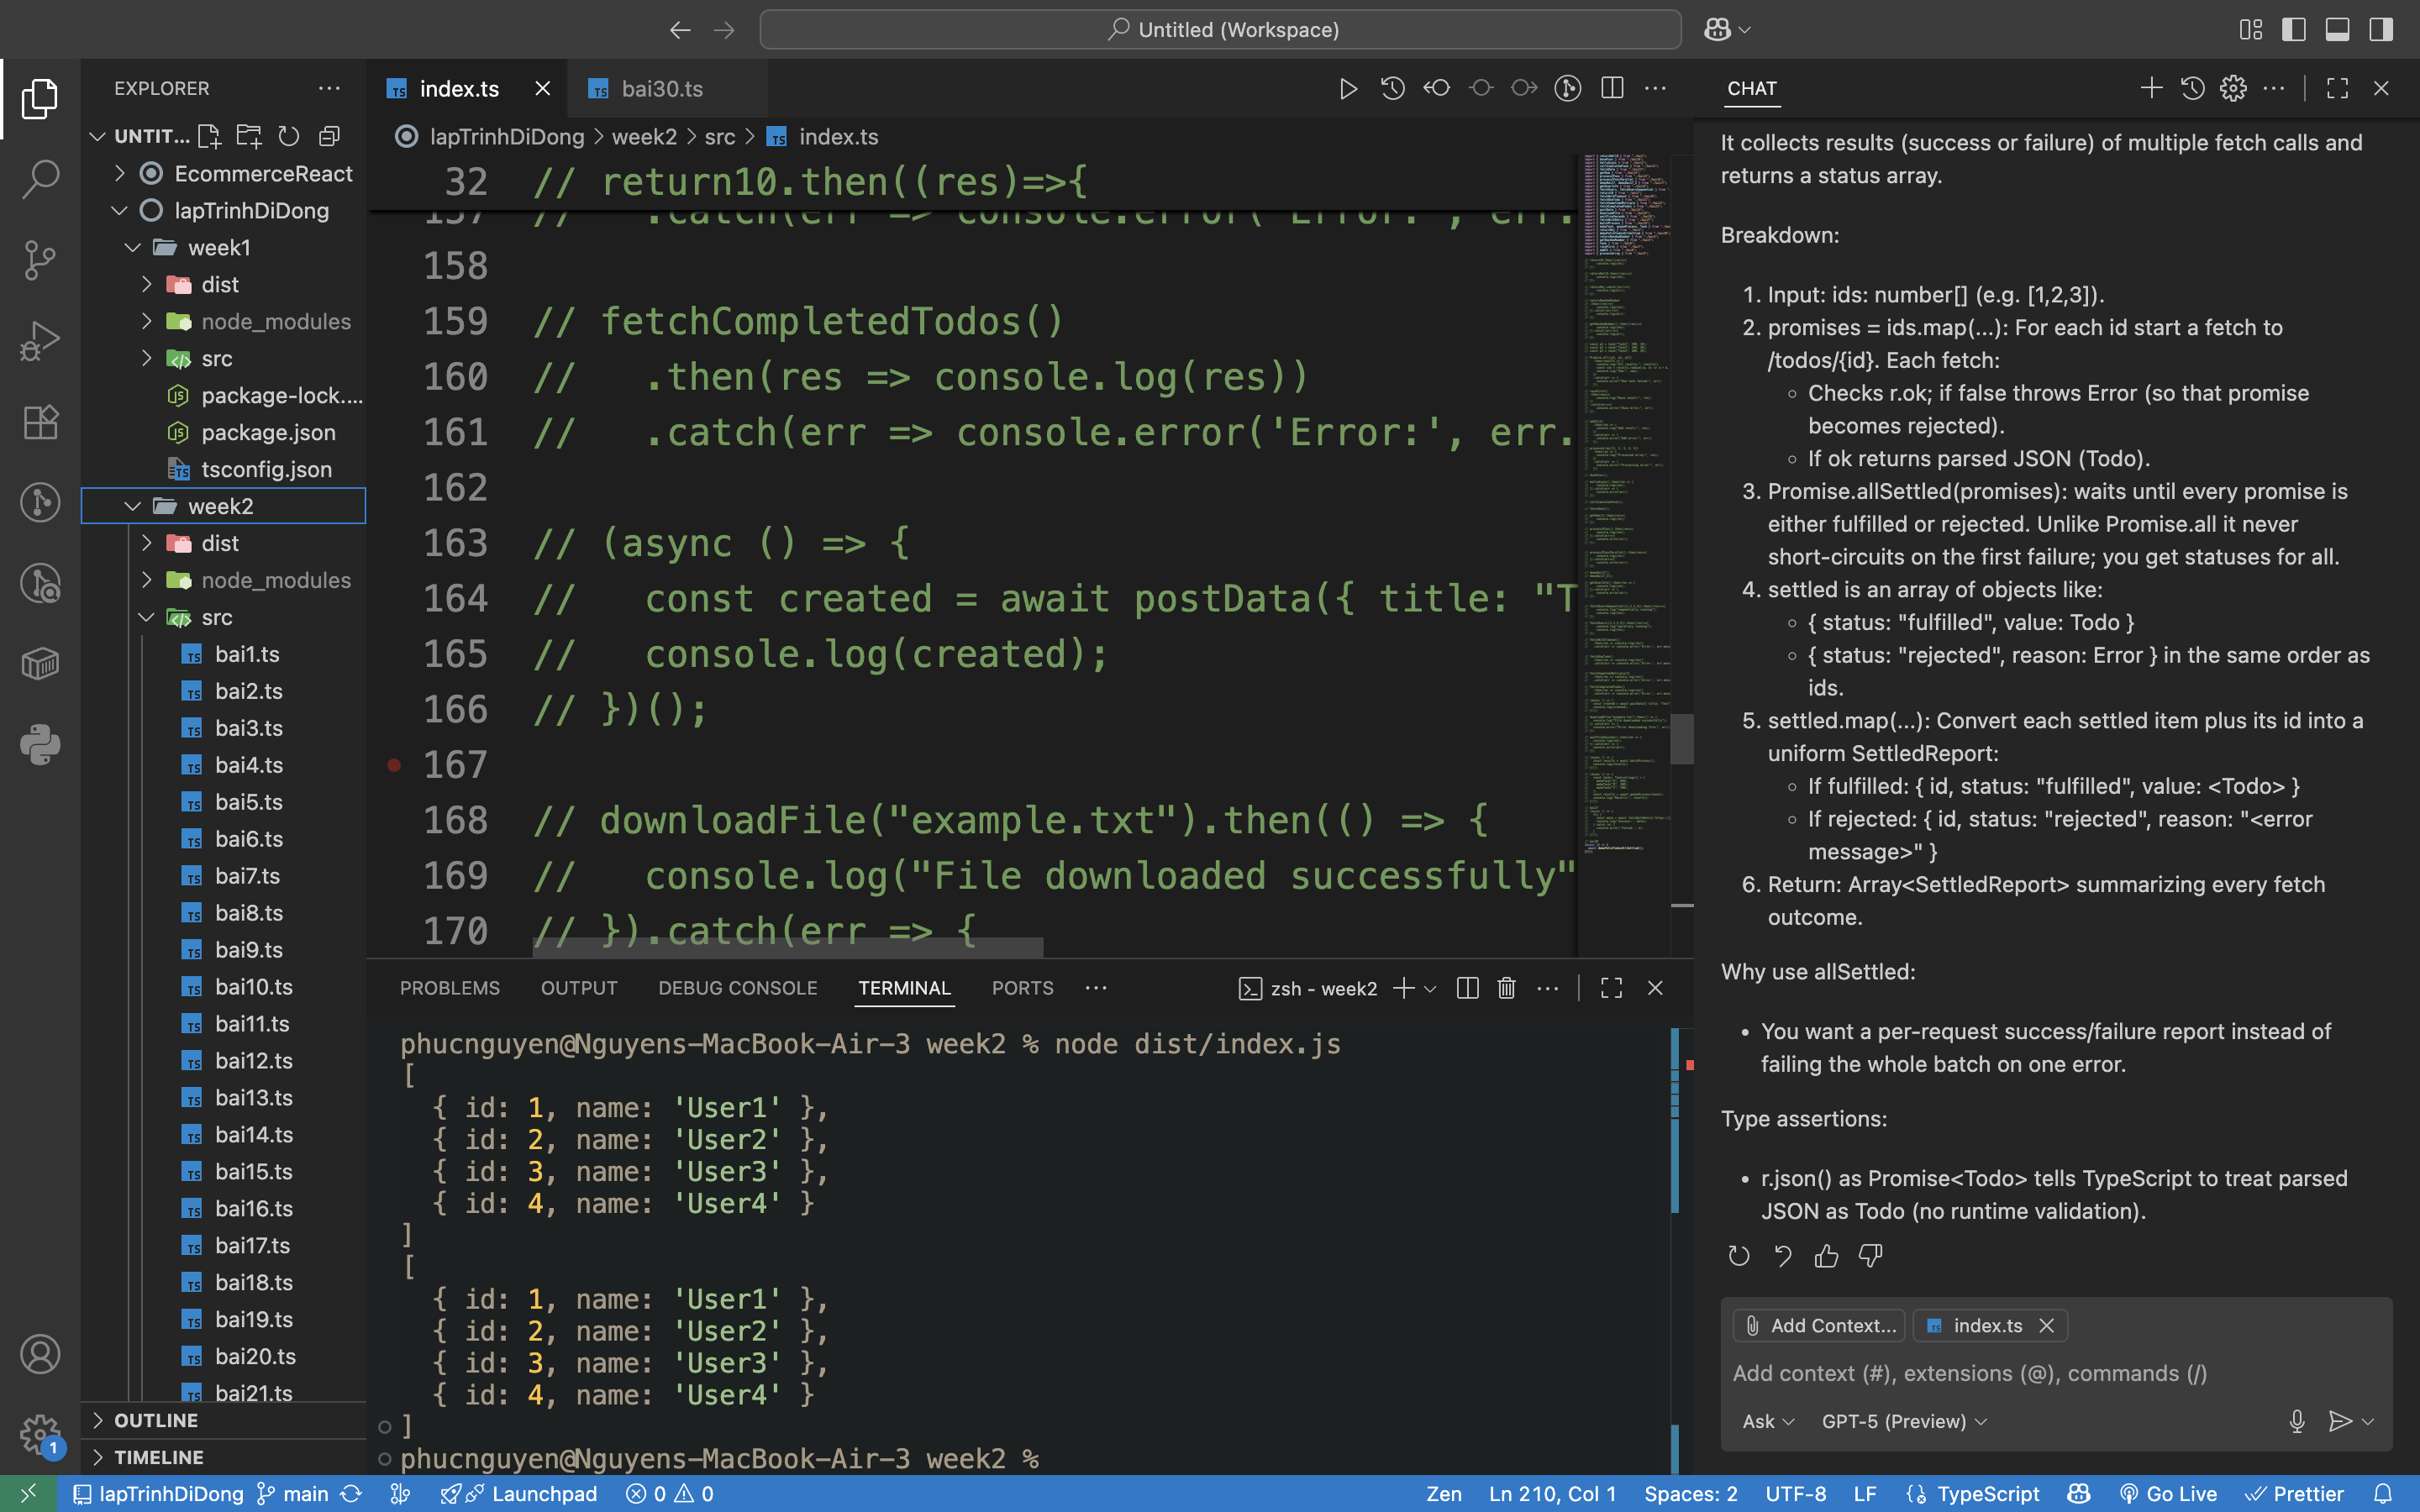 Untitled (Workspace)
EXPLORER
UNTIT...
EcommerceReact
lapTrinhDiDong
week1
dist
node_modules
src
package-lock....
package.json
tsconfig.json
week2
dist
node_modules
src
bai1.ts
bai2.ts
bai3.ts
bai4.ts
bai5.ts
bai6.ts
bai7.ts
bai8.ts
bai9.ts
bai10.ts
bai11.ts
bai12.ts
bai13.ts
bai14.ts
bai15.ts
bai16.ts
bai17.ts
bai18.ts
bai19.ts
bai20.ts
bai21.ts
OUTLINE
TIMELINE
index.ts
bai30.ts
lapTrinhDiDong > week2 > src > index.ts
32 // return10.then((res)=>{
157 // .catch(err => console.error('Error:', err.
158
159 // fetchCompletedTodos()
160 // .then(res => console.log(res))
161 // .catch(err => console.error('Error:', err.
162
163 // (async () => {
164 // const created = await postData({ title: "T
165 // console.log(created);
166 // })();
167
168 // downloadFile("example.txt").then(() => {
169 // console.log("File downloaded successfully"
170 // }).catch(err => {
PROBLEMS OUTPUT DEBUG CONSOLE TERMINAL PORTS
zsh - week2
phucnguyen@Nguyens-MacBook-Air-3 week2 % node dist/index.js
[
{ id: 1, name: 'User1' },
{ id: 2, name: 'User2' },
{ id: 3, name: 'User3' },
{ id: 4, name: 'User4' }
]
[
{ id: 1, name: 'User1' },
{ id: 2, name: 'User2' },
{ id: 3, name: 'User3' },
{ id: 4, name: 'User4' }
]
phucnguyen@Nguyens-MacBook-Air-3 week2 %
CHAT
It collects results (success or failure) of multiple fetch calls and
returns a status array.
Breakdown:
1. Input: ids: number[] (e.g. [1,2,3]).
2. promises = ids.map(...): For each id start a fetch to
/todos/{id}. Each fetch:
◦ Checks r.ok; if false throws Error (so that promise
becomes rejected).
◦ If ok returns parsed JSON (Todo).
3. Promise.allSettled(promises): waits until every promise is
either fulfilled or rejected. Unlike Promise.all it never
short-circuits on the first failure; you get statuses for all.
4. settled is an array of objects like:
◦ { status: "fulfilled", value: Todo }
◦ { status: "rejected", reason: Error } in the same order as
ids.
5. settled.map(...): Convert each settled item plus its id into a
uniform SettledReport:
◦ If fulfilled: { id, status: "fulfilled", value: <Todo> }
◦ If rejected: { id, status: "rejected", reason: "<error
message>" }
6. Return: Array<SettledReport> summarizing every fetch
outcome.
Why use allSettled:
• You want a per-request success/failure report instead of
failing the whole batch on one error.
Type assertions:
• r.json() as Promise<Todo> tells TypeScript to treat parsed
JSON as Todo (no runtime validation).
Add Context...
index.ts
Add context (#), extensions (@), commands (/)
Ask
GPT-5 (Preview)
1
lapTrinhDiDong
main
Launchpad
0 0
Zen
Ln 210, Col 1
Spaces: 2
UTF-8
LF
TypeScript
Go Live
Prettier